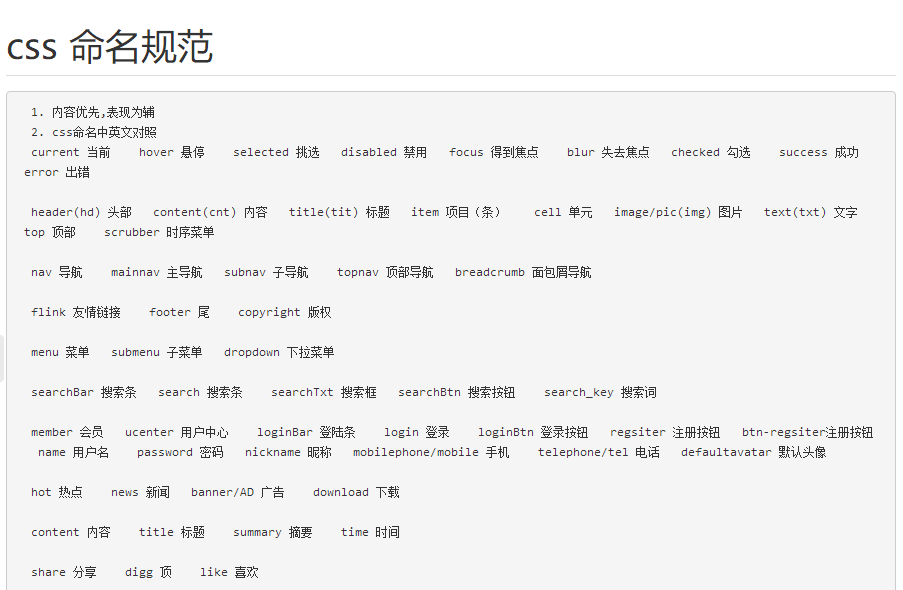 css 命名规范
1. 内容优先,表现为辅
2. css命名中英文对照
current 当前 hover 悬停 selected 挑选 disabled 禁用 focus 得到焦点 blur 失去焦点 checked 勾选 success 成功
error 出错
header(hd) 头部 content(cnt) 内容 title(tit) 标题 item 项目（条） cell 单元 image/pic(img) 图片 text(txt) 文字
top 顶部 scrubber 时序菜单
nav 导航 mainnav 主导航 subnav 子导航 topnav 顶部导航 breadcrumb 面包屑导航
flink 友情链接 footer 尾 copyright 版权
menu 菜单 submenu 子菜单 dropdown 下拉菜单
searchBar 搜索条 search 搜索条 searchTxt 搜索框 searchBtn 搜索按钮 search_key 搜索词
member 会员 ucenter 用户中心 loginBar 登陆条 login 登录 loginBtn 登录按钮 regsiter 注册按钮 btn-regsiter注册按钮
name 用户名 password 密码 nickname 昵称 mobilephone/mobile 手机 telephone/tel 电话 defaultavatar 默认头像
hot 热点 news 新闻 banner/AD 广告 download 下载
content 内容 title 标题 summary 摘要 time 时间
share 分享 digg 顶 like 喜欢